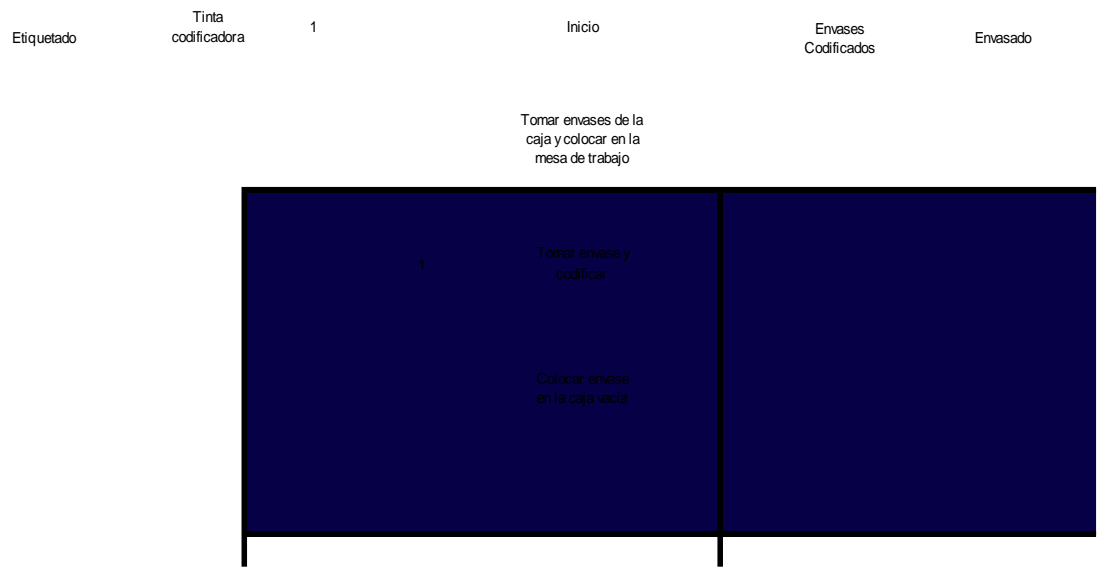 Etiquetado
Tinta
codificadora
1
Inicio
Envases
Codificados
Envasado
Tomar envases de la
caja y colocar en la
mesa de trabajo
1
Tomar envase y
codificar
Colocar envase
en la caja vacía